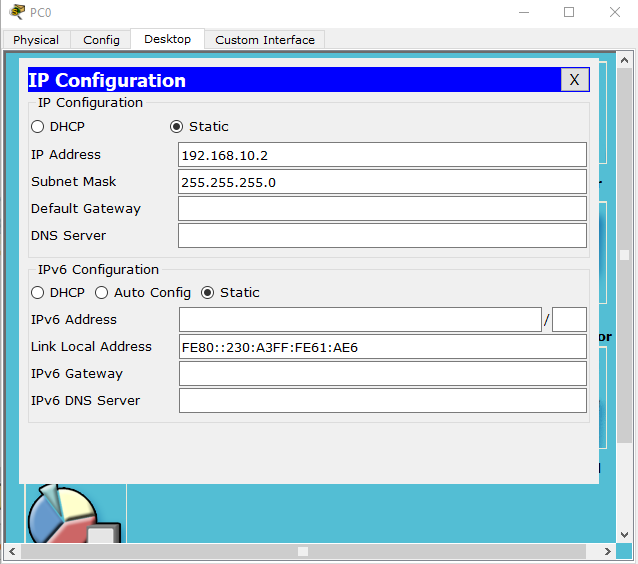 PC0
Physical Config Desktop Custom Interface
IP Configuration X
IP Configuration
DHCP Static
IP Address 192.168.10.2
Subnet Mask 255.255.255.0
Default Gateway
DNS Server
IPv6 Configuration
DHCP Auto Config Static
IPv6 Address /
Link Local Address FE80::230:A3FF:FE61:AE6
IPv6 Gateway
IPv6 DNS Server
or